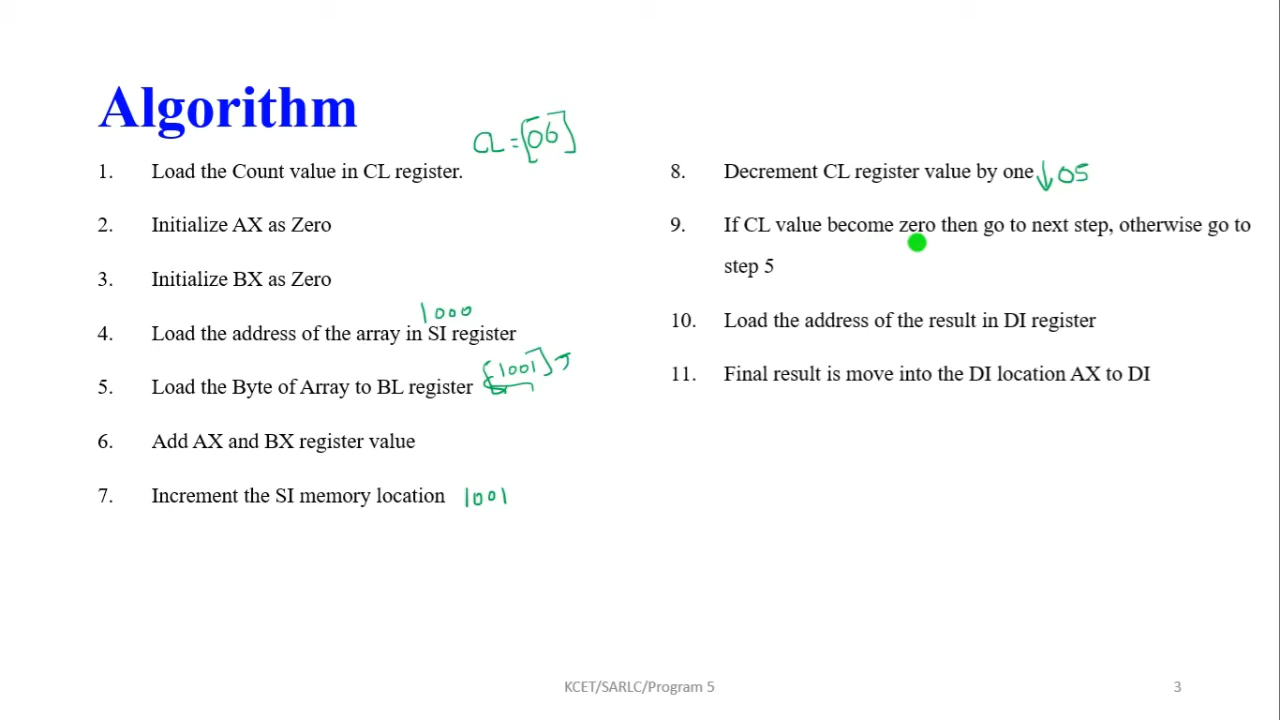 Algorithm
CL = [06]
1. Load the Count value in CL register.
2. Initialize AX as Zero
3. Initialize BX as Zero
1000
4. Load the address of the array in SI register
[1001]
5. Load the Byte of Array to BL register
6. Add AX and BX register value
7. Increment the SI memory location 1001
8. Decrement CL register value by one ↓ 05
9. If CL value become zero then go to next step, otherwise go to
step 5
10. Load the address of the result in DI register
11. Final result is move into the DI location AX to DI
KCET/SARLC/Program 5
3